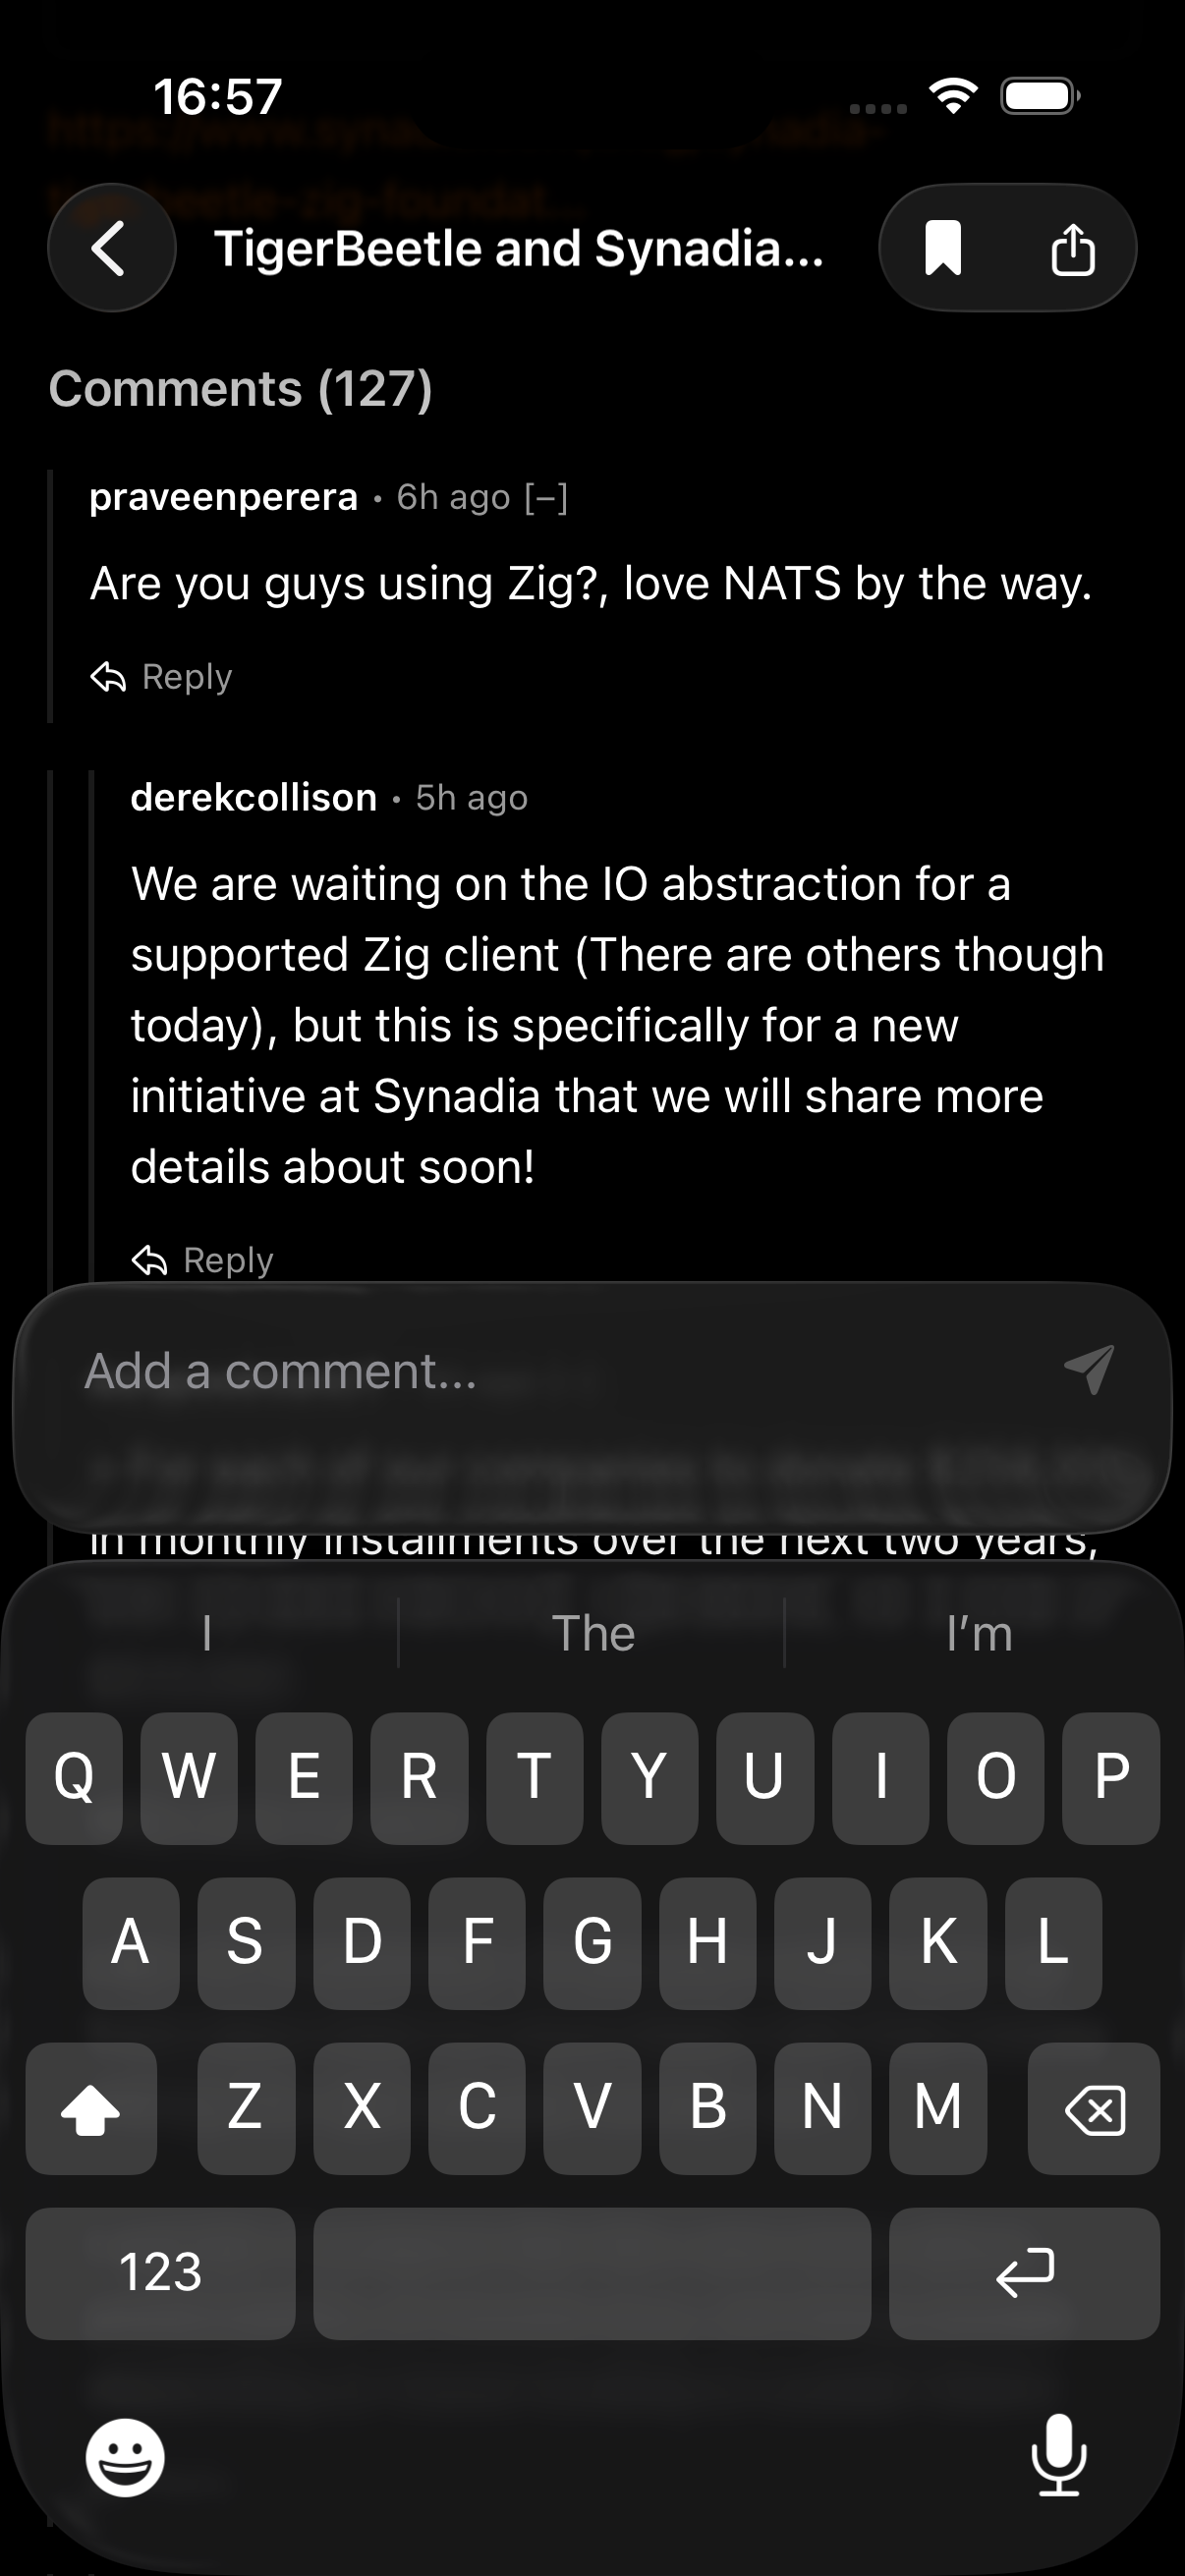 16:57
TigerBeetle and Synadia...
Comments (127)
praveenperera • 6h ago [–]
Are you guys using Zig?, love NATS by the way.
Reply
derekcollison • 5h ago
We are waiting on the IO abstraction for a
supported Zig client (There are others though
today), but this is specifically for a new
initiative at Synadia that we will share more
details about soon!
Reply
Add a comment...
in monthly installments over the next two years,
I The I’m
Q W E R T Y U I O P
A S D F G H J K L
Z X C V B N M
123